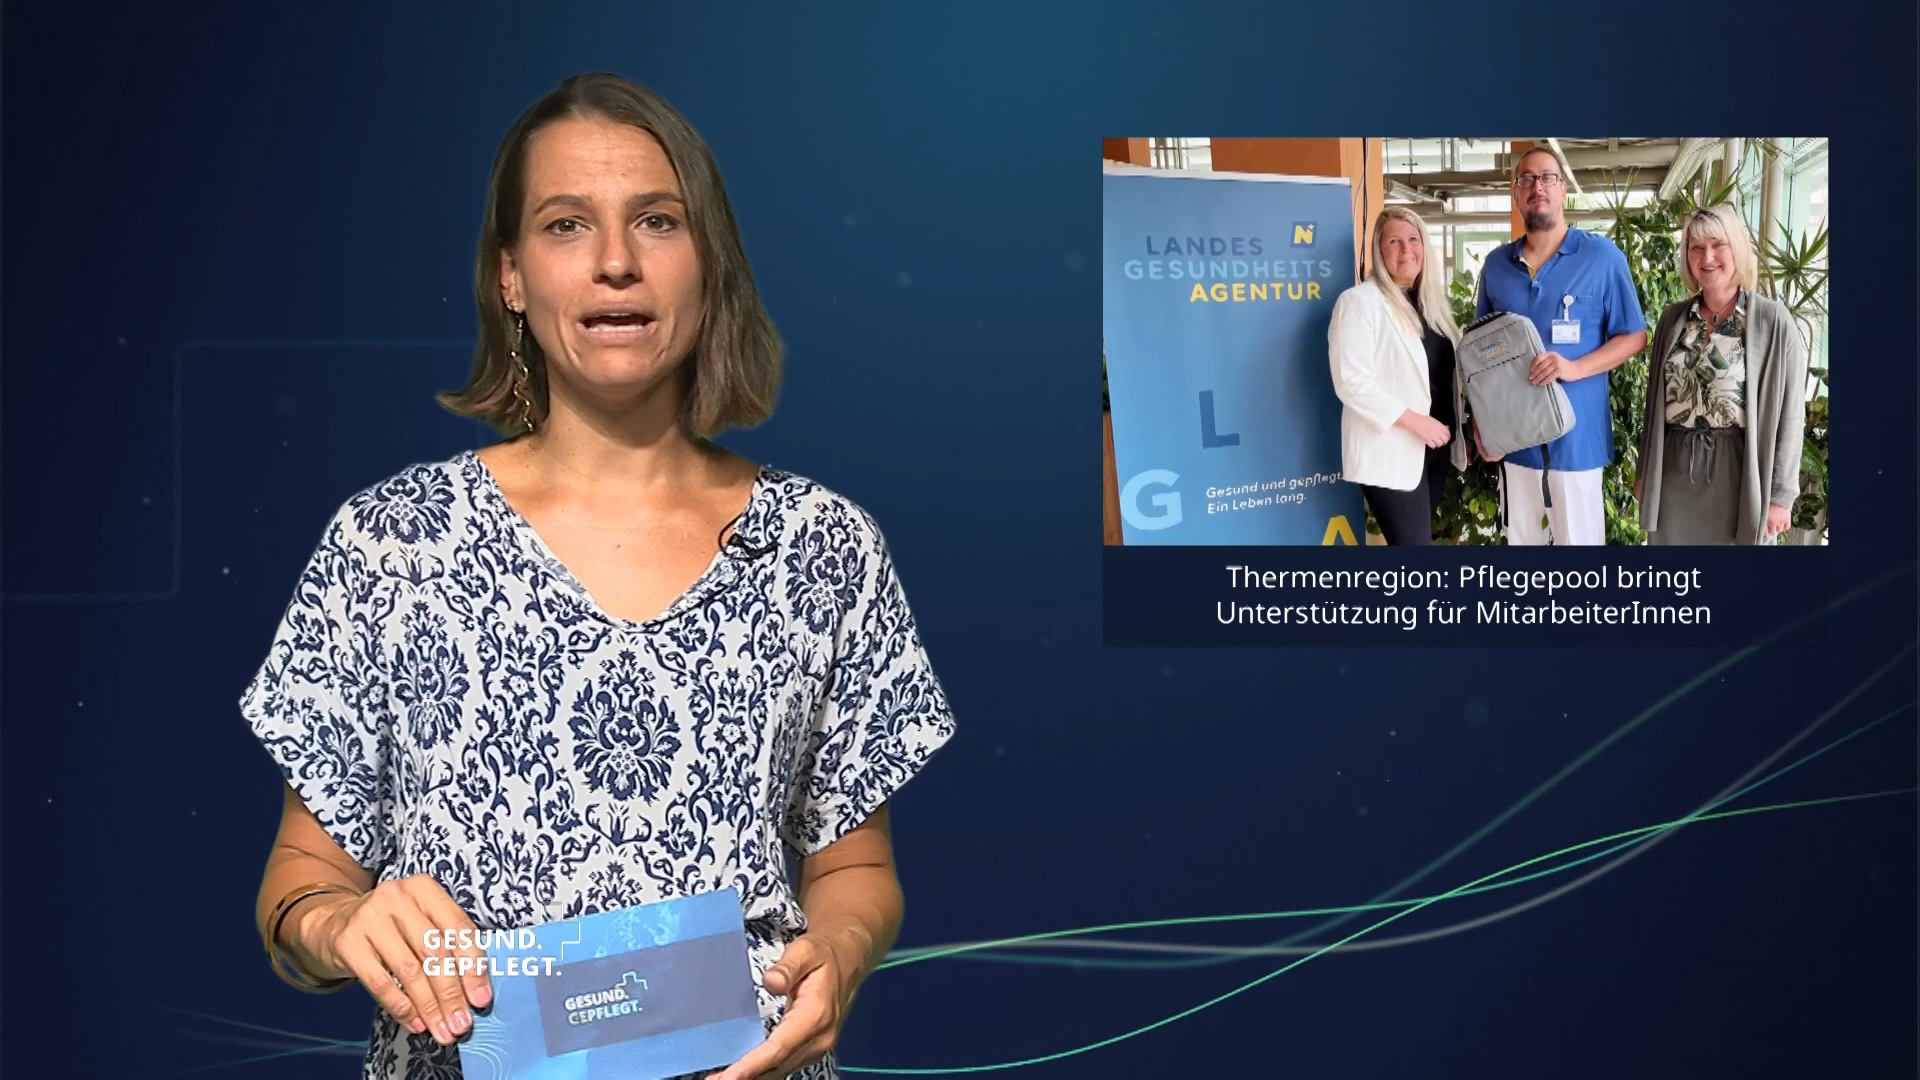 LANDES
GESUNDHEITS
AGENTUR
N
L
G
A
Gesund und gepflegt.
Ein Leben lang.
Thermenregion: Pflegepool bringt
Unterstützung für MitarbeiterInnen
GESUND.
GEPFLEGT.
GESUND.
GEPFLEGT.